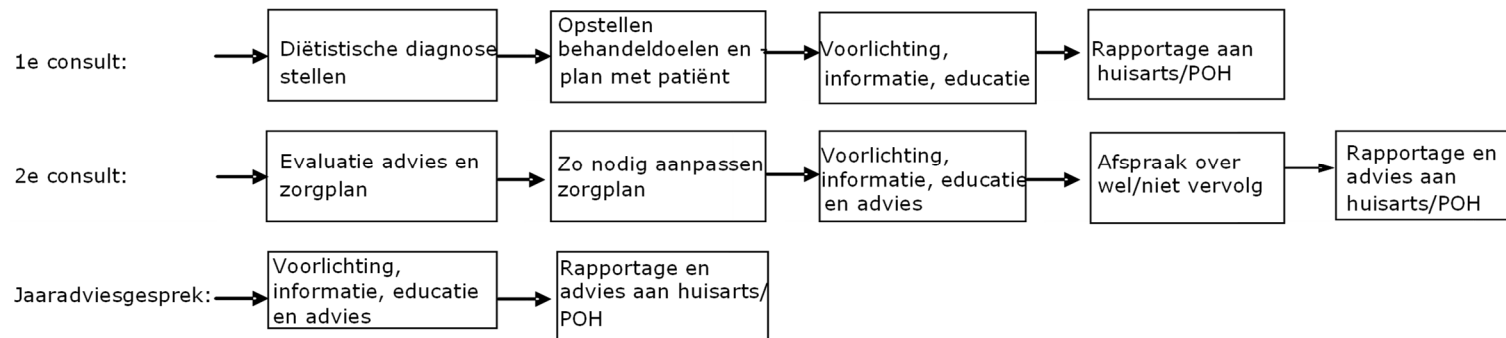 1e consult:
Diëtistische diagnose
stellen
Opstellen
behandeldoelen en -
plan met patiënt
Voorlichting,
informatie, educatie
Rapportage aan
huisarts/POH
2e consult:
Evaluatie advies en
zorgplan
Zo nodig aanpassen
zorgplan
Voorlichting,
informatie, educatie
en advies
Afspraak over
wel/niet vervolg
Rapportage en
advies aan
huisarts/POH
Jaaradviesgesprek:
Voorlichting,
informatie, educatie
en advies
Rapportage en
advies aan huisarts/
POH